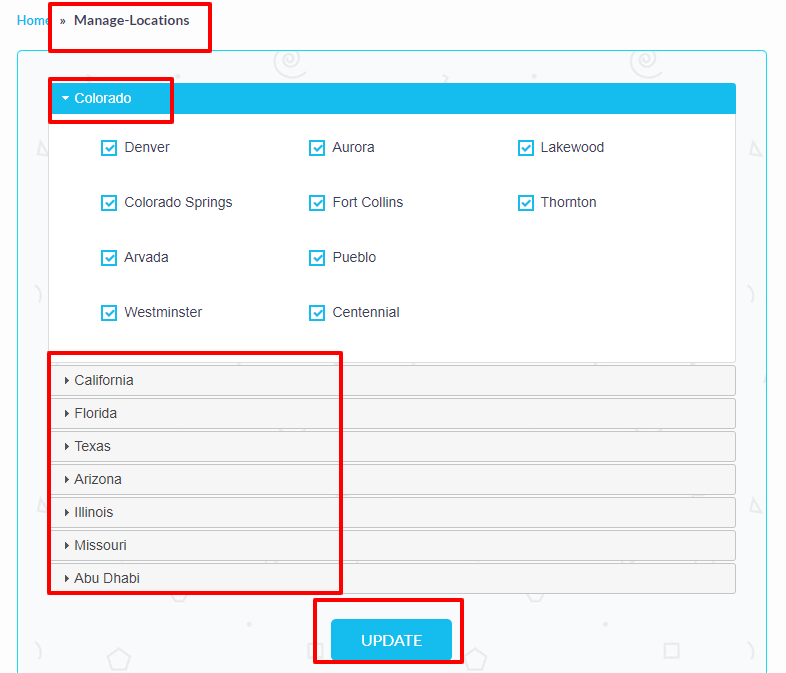 Home » Manage-Locations
Colorado
Denver Aurora Lakewood
Colorado Springs Fort Collins Thornton
Arvada Pueblo
Westminster Centennial
California
Florida
Texas
Arizona
Illinois
Missouri
Abu Dhabi
UPDATE